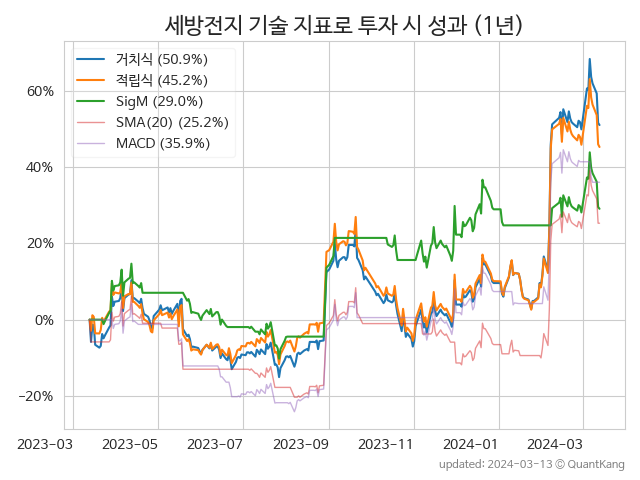 세방전지 기술 지표로 투자 시 성과 (1년)
거치식 (50.9%)
적립식 (45.2%)
SigM (29.0%)
SMA(20) (25.2%)
MACD (35.9%)
60%
40%
20%
0%
−20%
2023-03 2023-05 2023-07 2023-09 2023-11 2024-01 2024-03
updated: 2024-03-13 © QuantKang